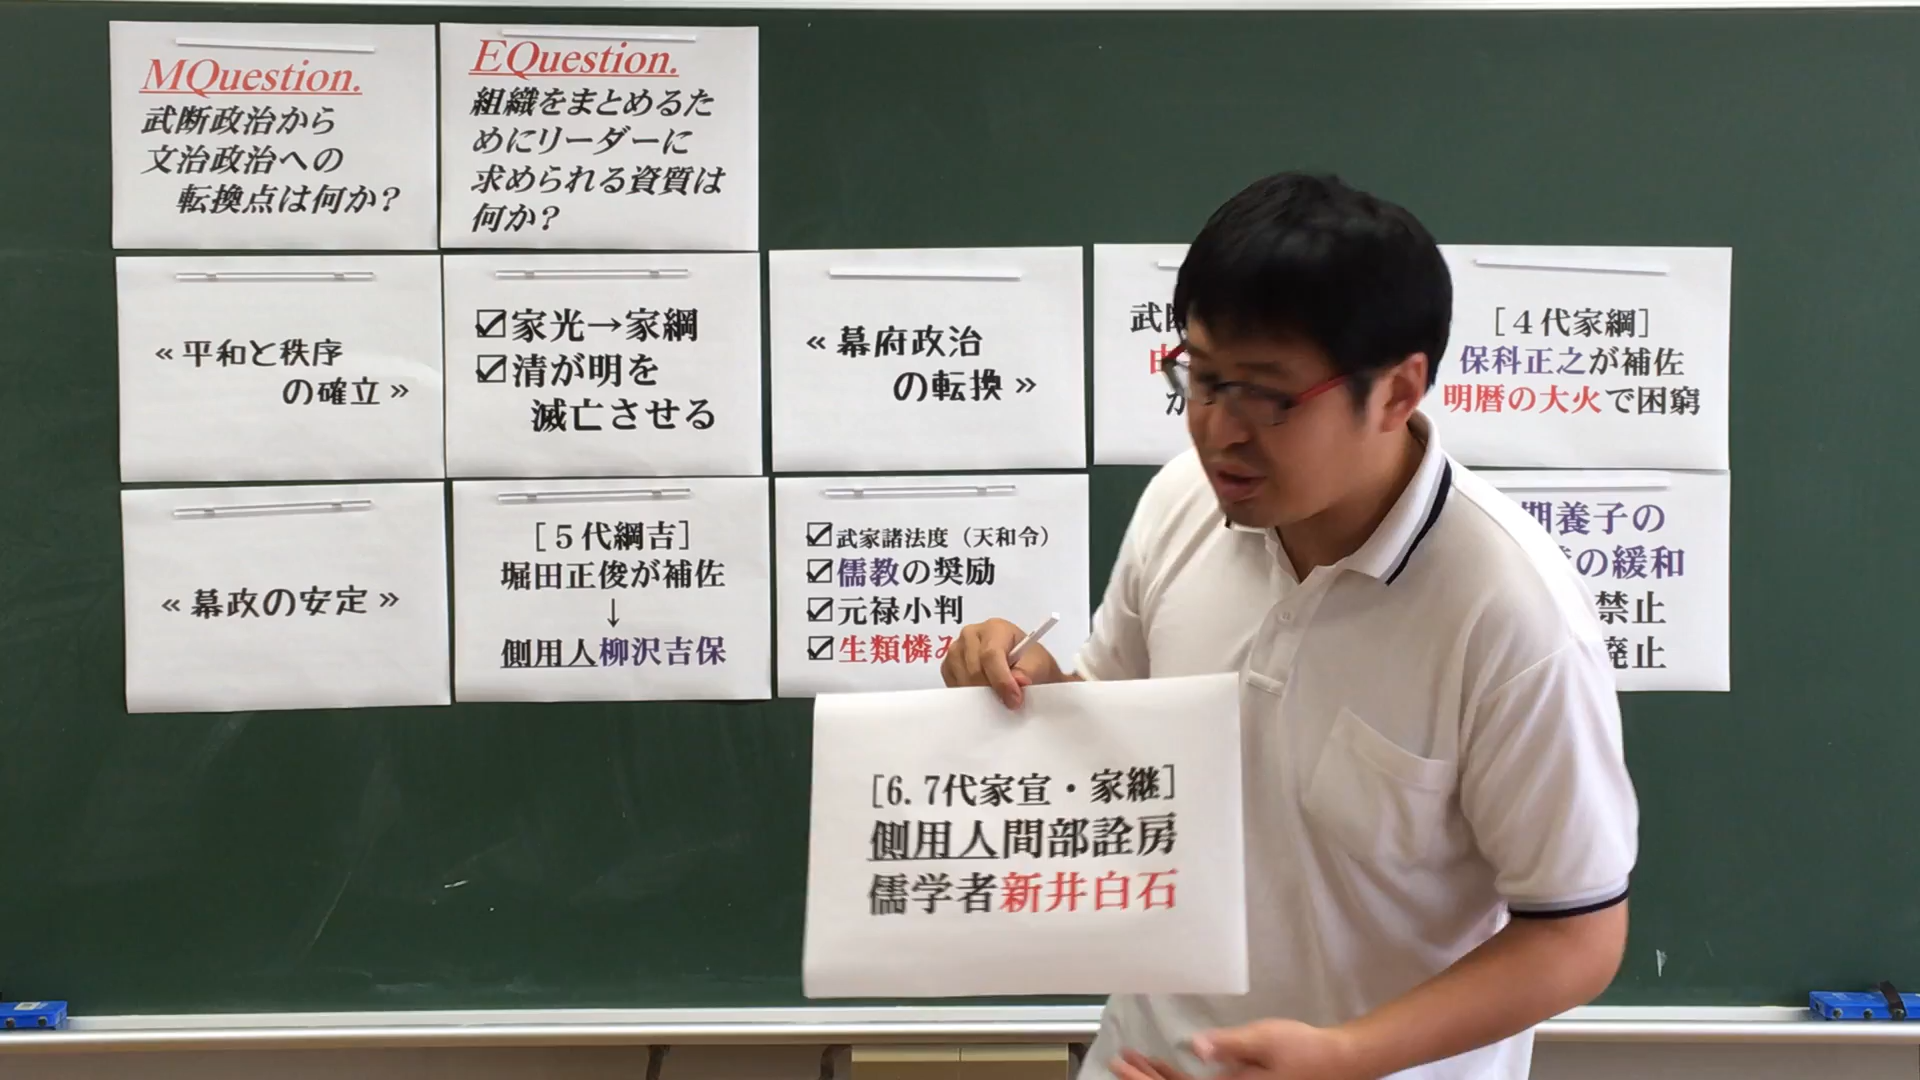 MQuestion.
武断政治から
文治政治への
転換点は何か?
EQuestion.
組織をまとめるた
めにリーダーに
求められる資質は
何か?
≪平和と秩序
の確立≫
☑家光→家綱
☑清が明を
滅亡させる
≪幕府政治
の転換≫
武
[4代家綱]
保科正之が補佐
明暦の大火で困窮
≪幕政の安定≫
[5代綱吉]
堀田正俊が補佐
↓
側用人柳沢吉保
☑武家諸法度(天和令)
☑儒教の奨励
☑元禄小判
☑生類憐み
期養子の
の緩和
禁止
廃止
[6.7代家宣・家継]
側用人間部詮房
儒学者新井白石